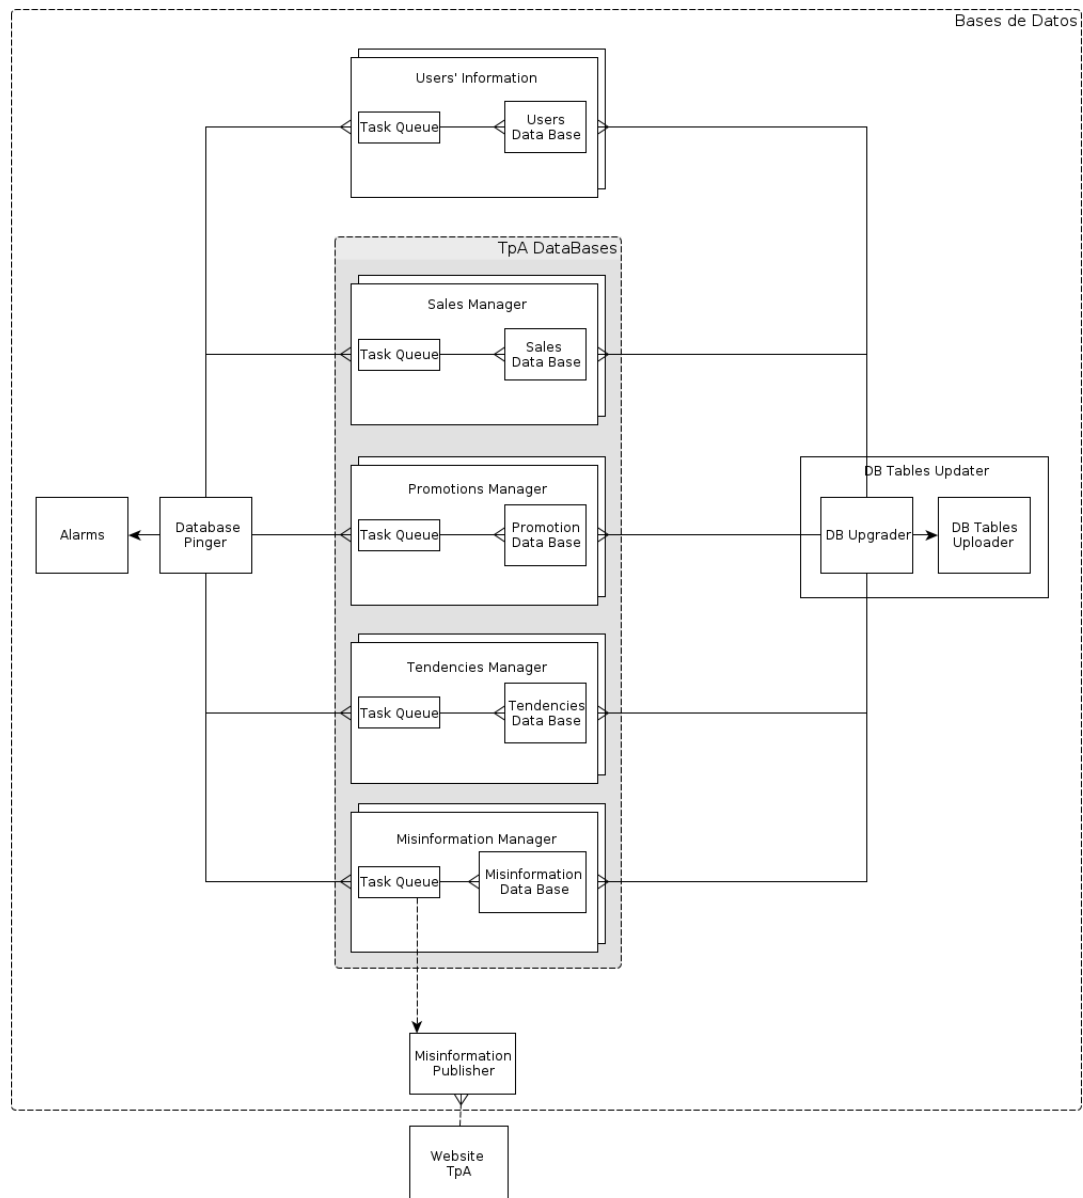 Bases de Datos
Users' Information
Task Queue
Users
Data Base
TpA DataBases
Sales Manager
Task Queue
Sales
Data Base
Promotions Manager
Task Queue
Promotion
Data Base
DB Tables Updater
Alarms
Database
Pinger
DB Upgrader
DB Tables
Uploader
Tendencies Manager
Task Queue
Tendencies
Data Base
Misinformation Manager
Task Queue
Misinformation
Data Base
Misinformation
Publisher
Website
TpA